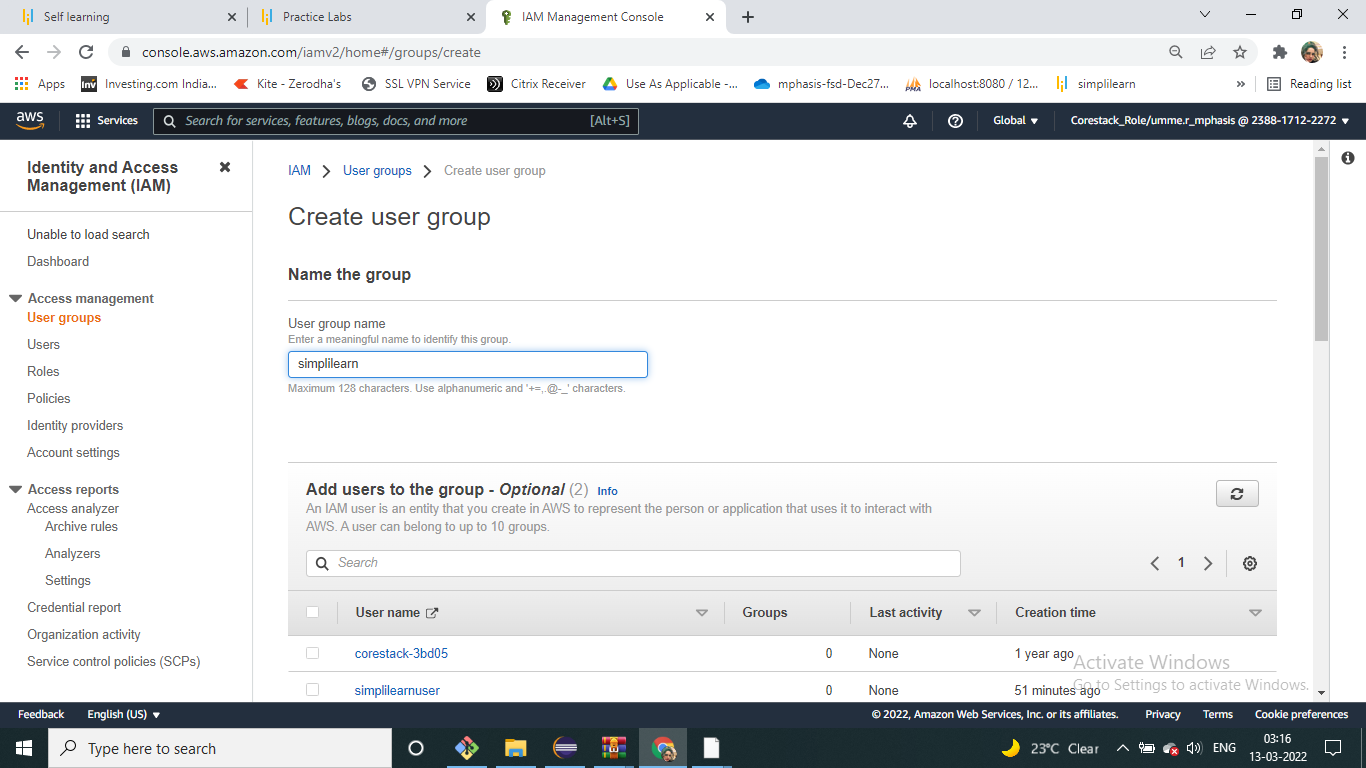 Self learning
Practice Labs
IAM Management Console
console.aws.amazon.com/iamv2/home#/groups/create
Apps
inv
Investing.com India...
Kite - Zerodha's
SSL VPN Service
Citrix Receiver
Use As Applicable -...
mphasis-fsd-Dec27...
localhost:8080 / 12...
simplilearn
»
Reading list
aws
Services
Search for services, features, blogs, docs, and more
[Alt+S]
Global
Corestack_Role/umme.r_mphasis @ 2388-1712-2272
Identity and Access
Management (IAM)
Unable to load search
Dashboard
Access management
User groups
Users
Roles
Policies
Identity providers
Account settings
Access reports
Access analyzer
Archive rules
Analyzers
Settings
Credential report
Organization activity
Service control policies (SCPs)
IAM > User groups > Create user group
Create user group
Name the group
User group name
Enter a meaningful name to identify this group.
simplilearn
Maximum 128 characters. Use alphanumeric and '+=,.@-_' characters.
Add users to the group - Optional (2) Info
An IAM user is an entity that you create in AWS to represent the person or application that uses it to interact with
AWS. A user can belong to up to 10 groups.
Search
1
User name
Groups
Last activity
Creation time
corestack-3bd05
0
None
1 year ago
simplilearnuser
0
None
51 minutes ago
Activate Windows
Go to Settings to activate Windows.
Feedback
English (US)
© 2022, Amazon Web Services, Inc. or its affiliates.
Privacy
Terms
Cookie preferences
Type here to search
23°C Clear
ENG
03:16
13-03-2022